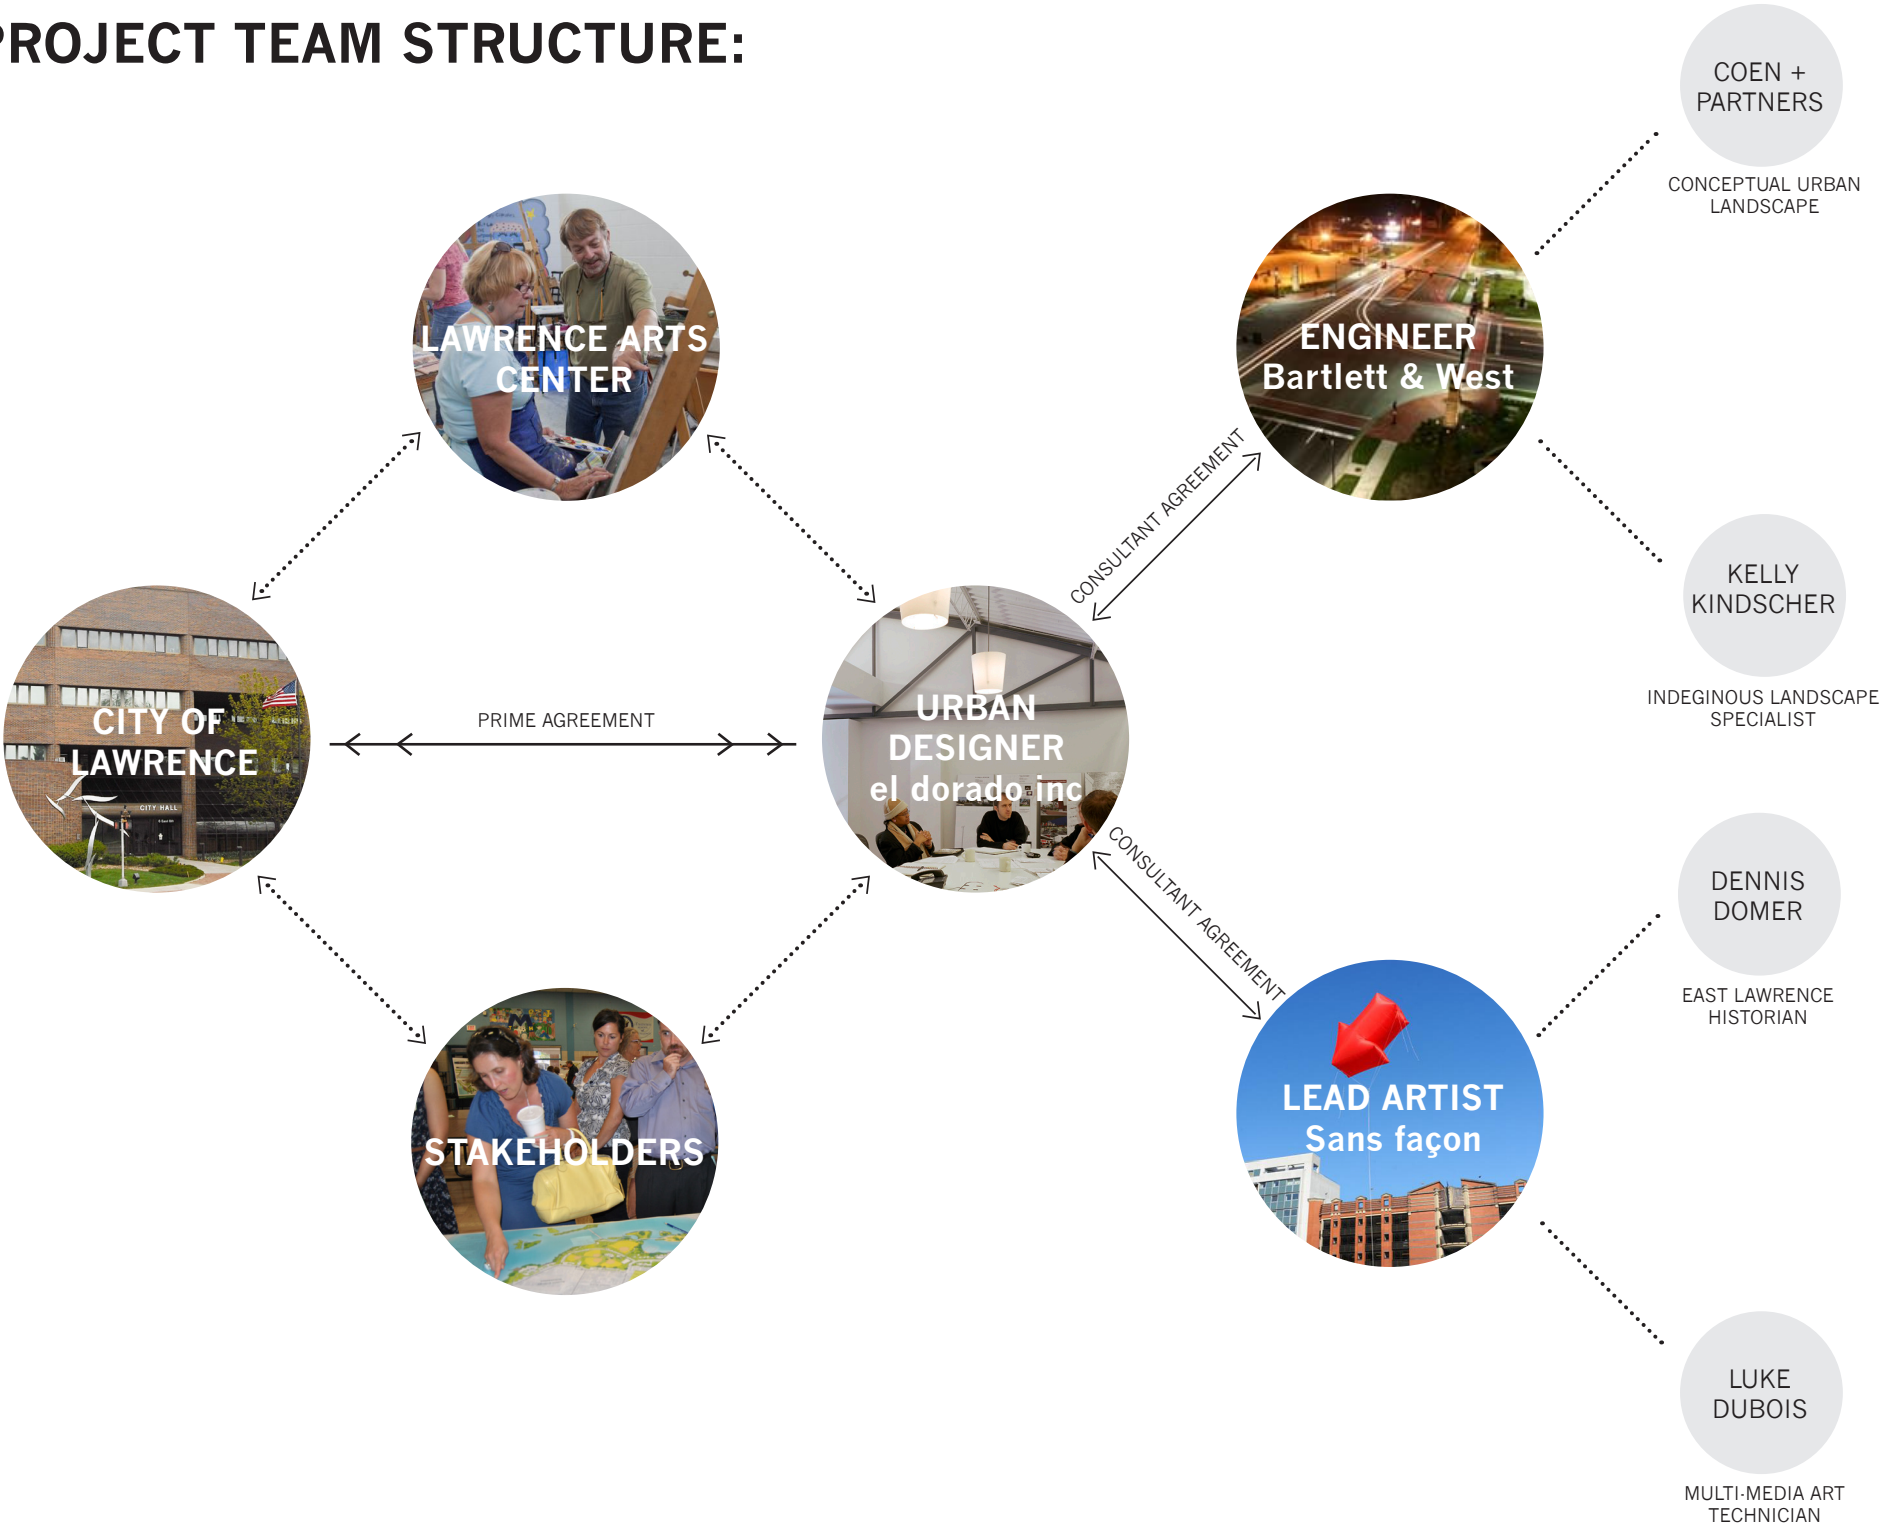 PROJECT TEAM STRUCTURE:
COEN +
PARTNERS
CONCEPTUAL URBAN
LANDSCAPE
LAWRENCE ARTS
CENTER
ENGINEER
Bartlett & West
CONSULTANT AGREEMENT
KELLY
KINDSCHER
INDEGINOUS LANDSCAPE
SPECIALIST
CITY OF
LAWRENCE
CITY HALL
PRIME AGREEMENT
URBAN
DESIGNER
el dorado inc
CONSULTANT AGREEMENT
DENNIS
DOMER
EAST LAWRENCE
HISTORIAN
STAKEHOLDERS
LEAD ARTIST
Sans façon
LUKE
DUBOIS
MULTI-MEDIA ART
TECHNICIAN